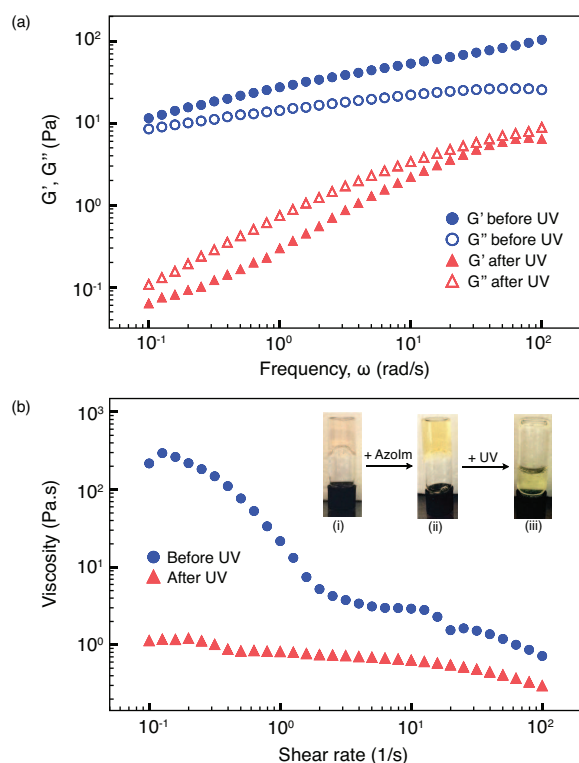 (a)
10²
10¹
10⁰
10⁻¹
G', G'' (Pa)
G' before UV
G'' before UV
G' after UV
G'' after UV
10⁻¹ 10⁰ 10¹ 10²
Frequency, ω (rad/s)
(b)
10³
10²
10¹
10⁰
Viscosity (Pa.s)
+ AzoIm
+ UV
(i) (ii) (iii)
Before UV
After UV
10⁻¹ 10⁰ 10¹ 10²
Shear rate (1/s)